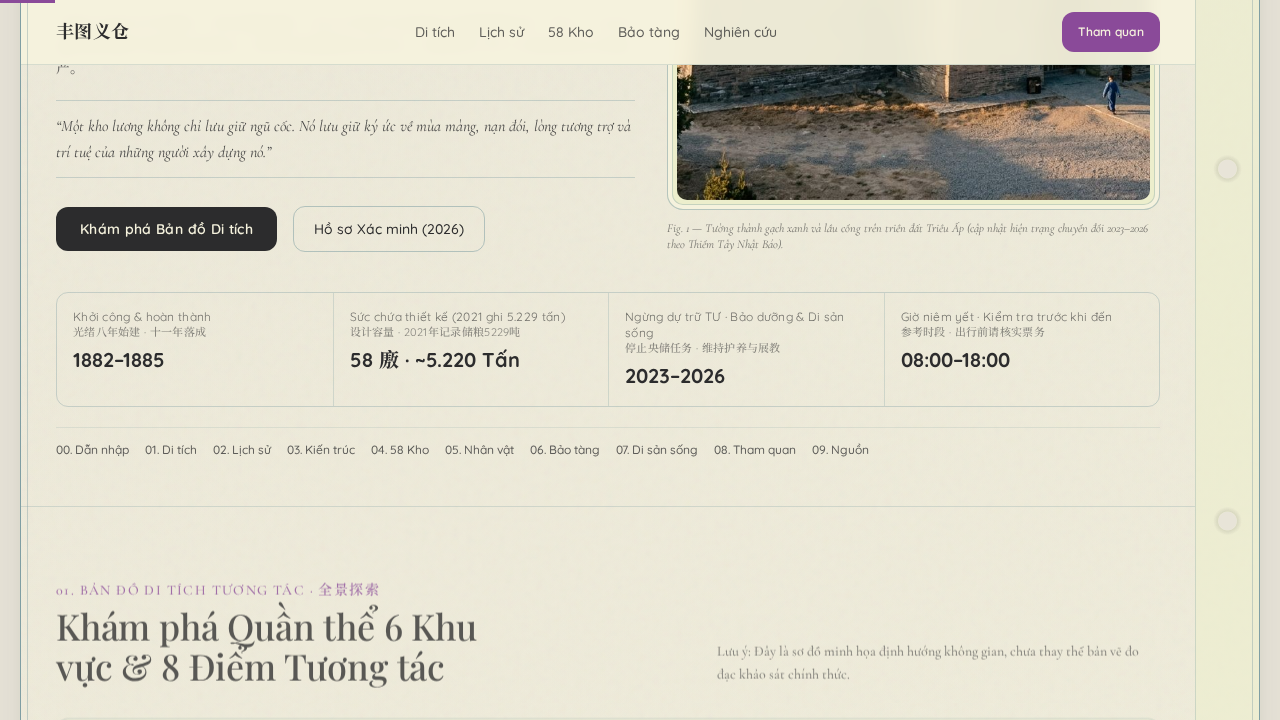 丰图义仓
Di tích
Lịch sử
58 Kho
Bảo tàng
Nghiên cứu
Tham quan
“Một kho lương không chỉ lưu giữ ngũ cốc. Nó lưu giữ ký ức về mùa màng, nạn đói, lòng tương trợ và
trí tuệ của những người xây dựng nó.”
Khám phá Bản đồ Di tích
Hồ sơ Xác minh (2026)
Fig. 1 — Tường thành gạch xanh và lầu cổng trên triền đất Triều Ấp (cập nhật hiện trạng chuyển đổi 2023–2026
theo Thiểm Tây Nhật Báo).
Khởi công & hoàn thành
光绪八年始建 · 十一年落成
1882–1885
Sức chứa thiết kế (2021 ghi 5.229 tấn)
设计容量 · 2021年记录储粮5229吨
58 廒 · ~5.220 Tấn
Ngừng dự trữ TƯ · Bảo dưỡng & Di sản
sống
停止央储任务 · 维持护养与展教
2023–2026
Giờ niêm yết · Kiểm tra trước khi đến
参考时段 · 出行前请核实票务
08:00–18:00
00. Dẫn nhập
01. Di tích
02. Lịch sử
03. Kiến trúc
04. 58 Kho
05. Nhân vật
06. Bảo tàng
07. Di sản sống
08. Tham quan
09. Nguồn
01. BẢN ĐỒ DI TÍCH TƯƠNG TÁC · 全景探索
Khám phá Quần thể 6 Khu
vực & 8 Điểm Tương tác
Lưu ý: Đây là sơ đồ minh họa định hướng không gian, chưa thay thế bản vẽ đo
đạc khảo sát chính thức.